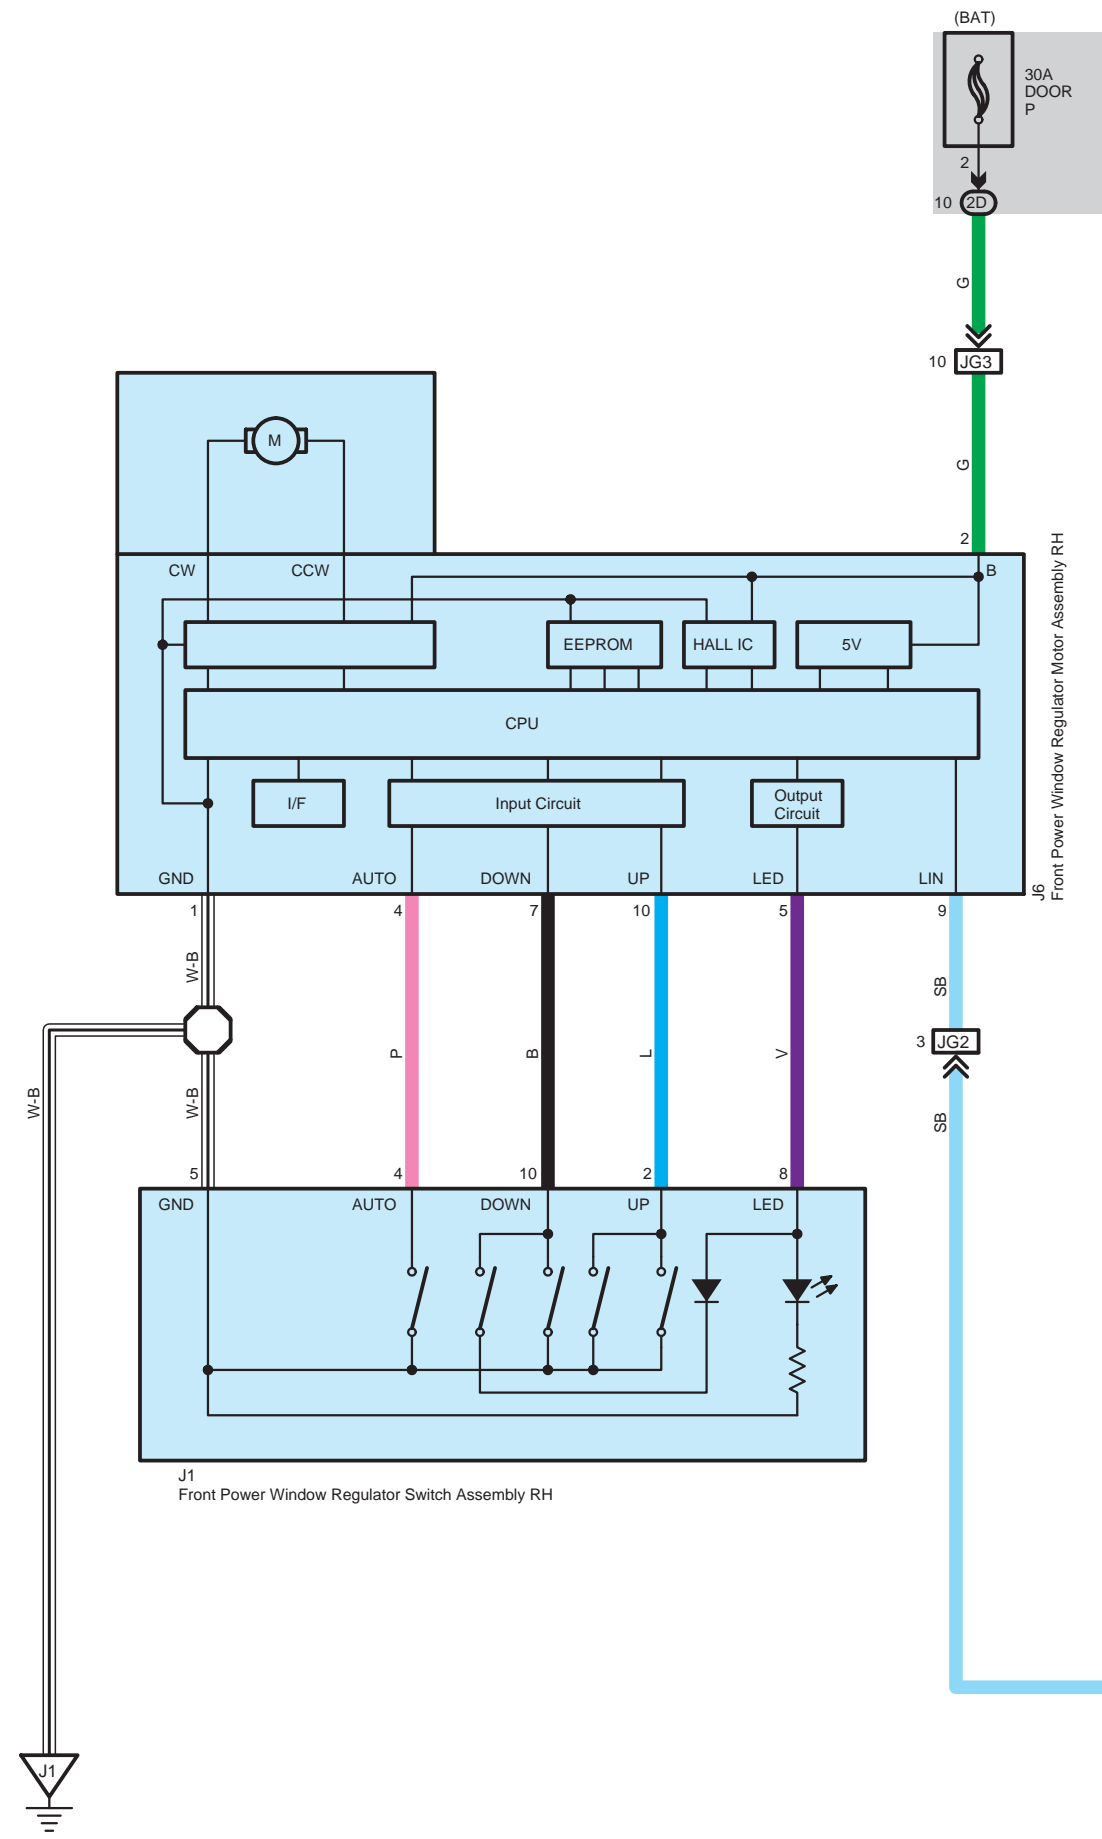 (BAT)
30A
DOOR
P
2
10 2D
G
10 JG3
G
2
M
CW CCW B
EEPROM HALL IC 5V
CPU
I/F Input Circuit Output
Circuit
GND AUTO DOWN UP LED LIN
J6
Front Power Window Regulator Motor Assembly RH
1 4 7 10 5 9
W-B SB
3 JG2
P B L V
W-B W-B SB
5 4 10 2 8
GND AUTO DOWN UP LED
J1
Front Power Window Regulator Switch Assembly RH
J1